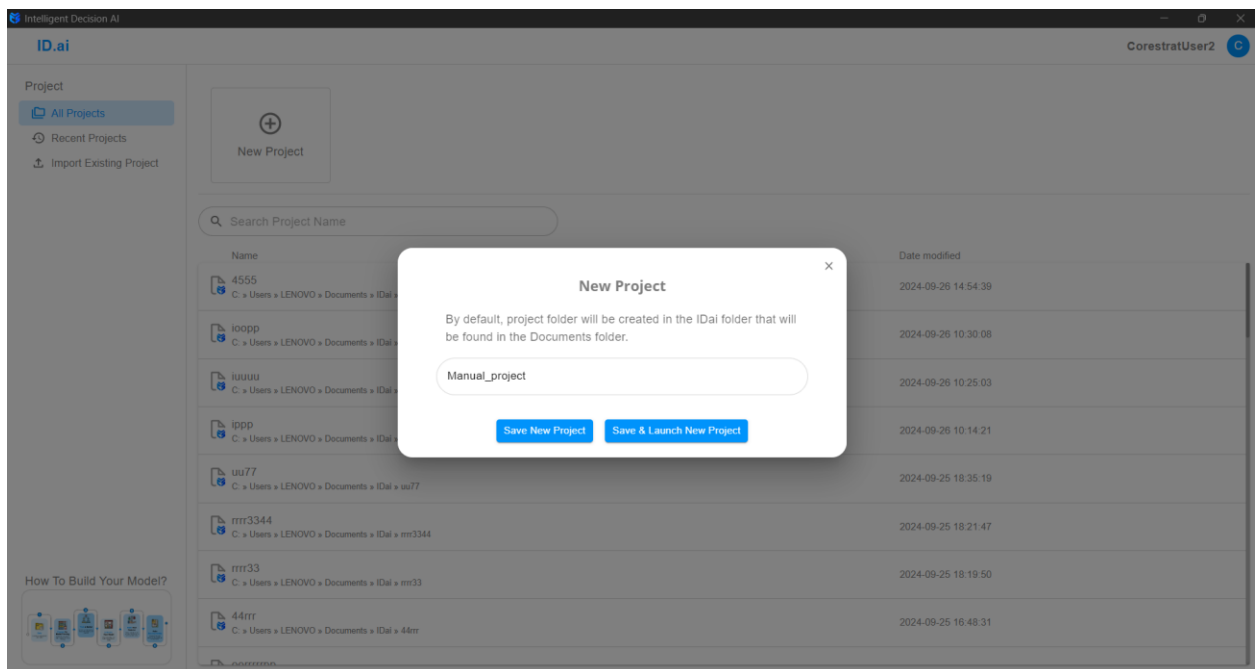 Intelligent Decision AI
ID.ai
CorestratUser2 C
Project
All Projects
Recent Projects
Import Existing Project
New Project
Search Project Name
Name Date modified
4555 2024-09-26 14:54:39
C: » Users » LENOVO » Documents » IDai »
ioopp 2024-09-26 10:30:08
C: » Users » LENOVO » Documents » IDai »
iuuuu 2024-09-26 10:25:03
C: » Users » LENOVO » Documents » IDai »
ippp 2024-09-26 10:14:21
C: » Users » LENOVO » Documents » IDai »
uu77 2024-09-25 18:35:19
C: » Users » LENOVO » Documents » IDai » uu77
rrrr3344 2024-09-25 18:21:47
C: » Users » LENOVO » Documents » IDai » rrrr3344
rrrr33 2024-09-25 18:19:50
C: » Users » LENOVO » Documents » IDai » rrrr33
44rrr 2024-09-25 16:48:31
C: » Users » LENOVO » Documents » IDai » 44rrr
New Project
By default, project folder will be created in the IDai folder that will
be found in the Documents folder.
Manual_project
Save New Project
Save & Launch New Project
How To Build Your Model?